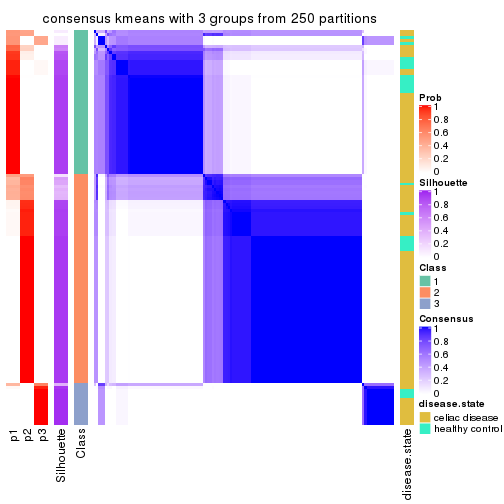 consensus kmeans with 3 groups from 250 partitions
Prob
1
0.8
0.6
0.4
0.2
0
Silhouette
1
0.8
0.6
0.4
0.2
0
Class
1
2
3
Consensus
1
0.8
0.6
0.4
0.2
0
disease.state
celiac disease
healthy control
p1
p2
p3
Silhouette
Class
disease.state